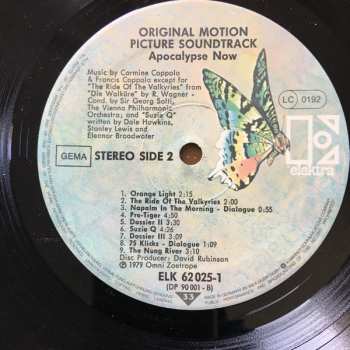 ORIGINAL MOTION
PICTURE SOUNDTRACK
Apocalypse Now
Music by Carmine Coppola
& Francis Coppola except for
"The Ride Of The Valkyries" from
"Die Walküre" by R. Wagner -
Cond. by Sir Georg Solti,
The Vienna Philharmonic
Orchestra; and "Suzie Q"
written by Dale Hawkins,
Stanley Lewis and
Eleanor Broadwater
LC 0192
GEMA STEREO SIDE 2
elektra
1. Orange Light 2:15
2. The Ride Of The Valkyries 2:00
3. Napalm In The Morning - Dialogue 0:55
4. Pre-Tiger 4:50
5. Dossier II 3:30
6. Suzie Q 4:00
7. Dossier III 3:09
8. 75 Klicks - Dialogue 1:09
9. The Nung River 3:00
Disc Producer: David Rubinson
℗ 1979 Omni Zoetrope
ELK 62 025-1
(DP 90 001 - B)
33